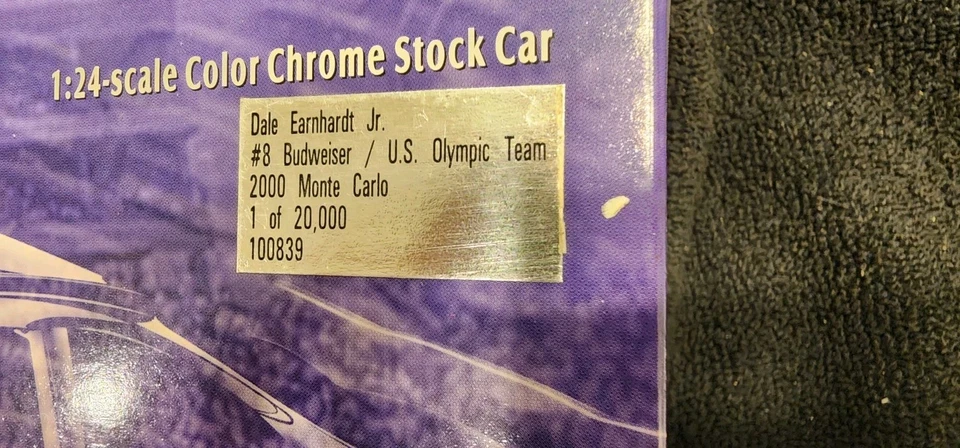 1:24-scale Color Chrome Stock Car
Dale Earnhardt Jr.
#8 Budweiser / U.S. Olympic Team
2000 Monte Carlo
1 of 20,000
100839